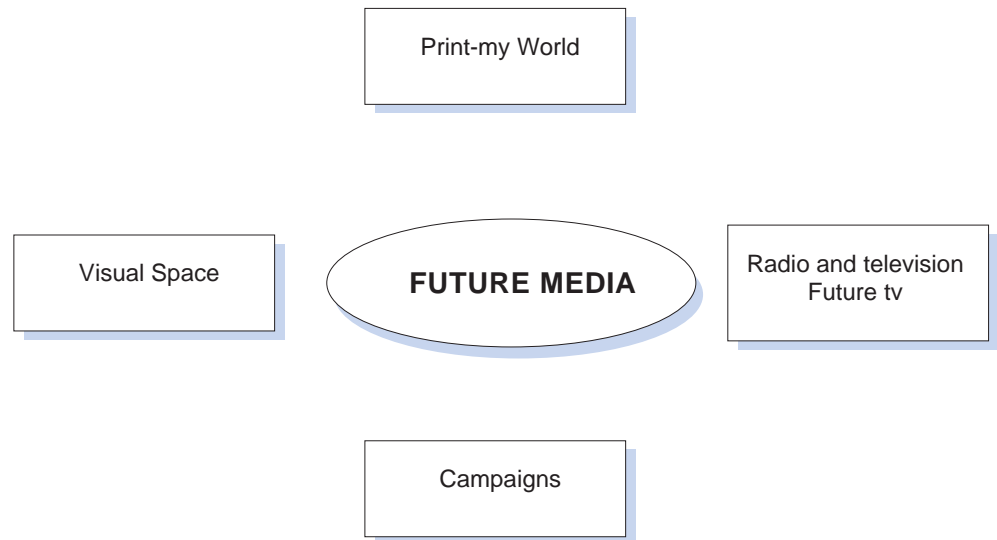 Print-my World
Visual Space
FUTURE MEDIA
Radio and television
Future tv
Campaigns